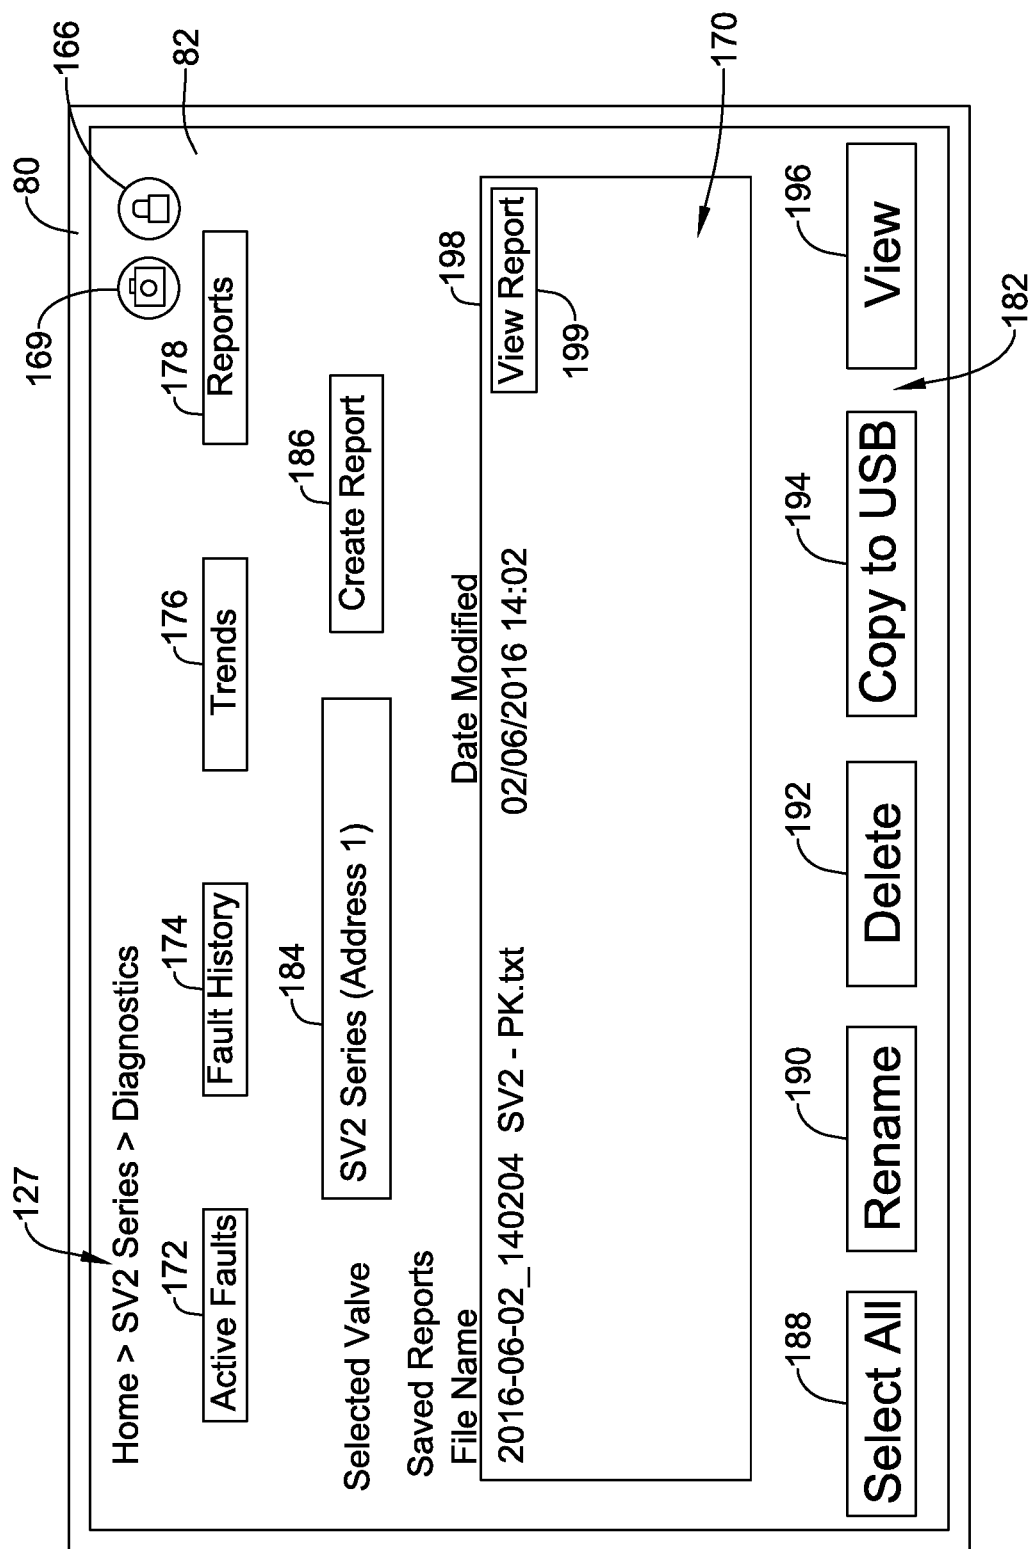 80
166
169
82
127
Home > SV2 Series > Diagnostics
172
174
176
178
Active Faults
Fault History
Trends
Reports
184
186
Selected Valve
SV2 Series (Address 1)
Create Report
Saved Reports
File Name
Date Modified
198
2016-06-02_140204 SV2 - PK.txt
02/06/2016 14:02
View Report
199
170
188
190
192
194
196
Select All
Rename
Delete
Copy to USB
View
182